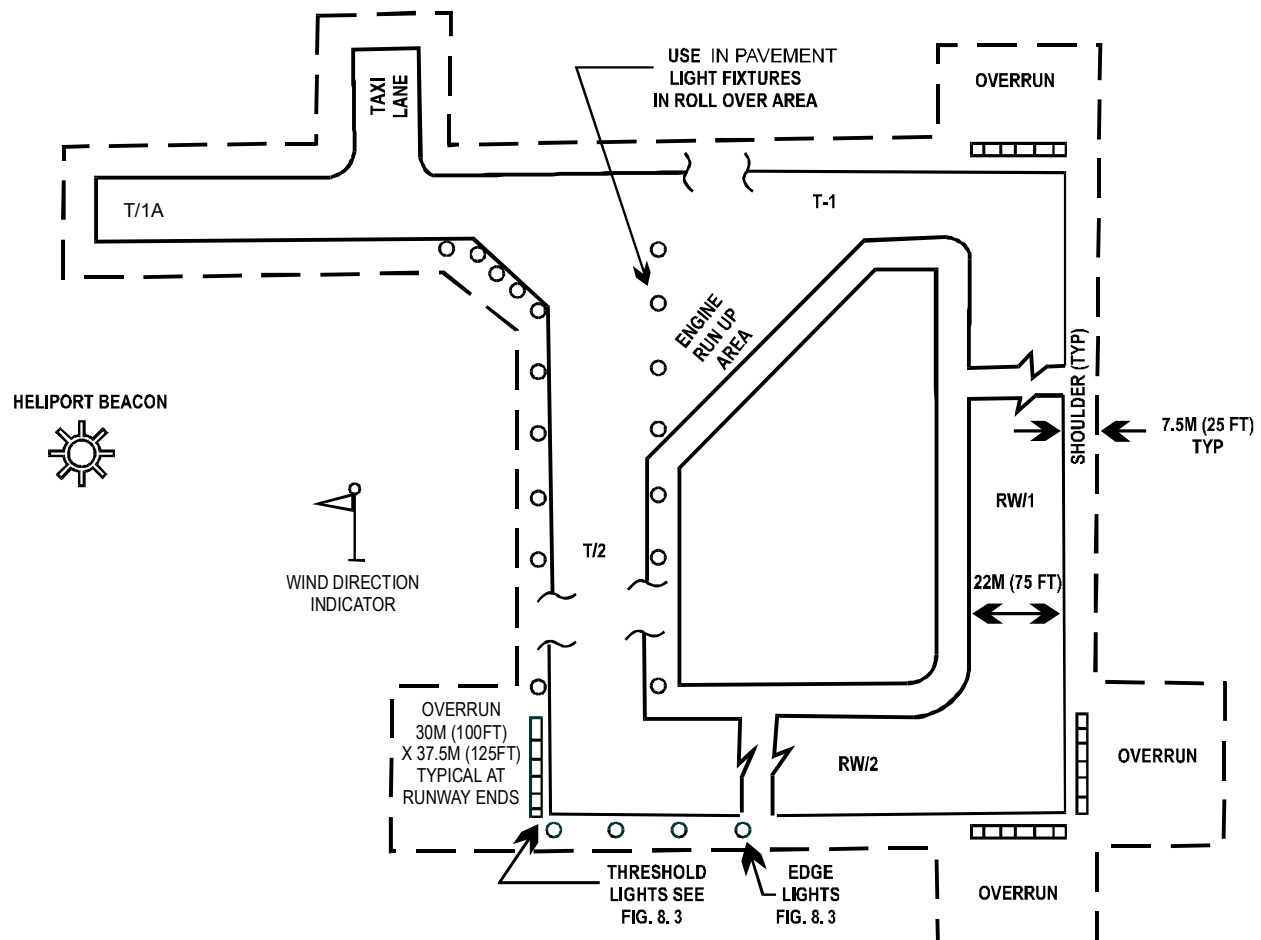 USE IN PAVEMENT
LIGHT FIXTURES
IN ROLL OVER AREA
OVERRUN
TAXI
LANE
T/1A
T-1
ENGINE
RUN UP
AREA
SHOULDER (TYP)
HELIPORT BEACON
7.5M (25 FT)
TYP
RW/1
T/2
WIND DIRECTION
INDICATOR
22M (75 FT)
OVERRUN
30M (100FT)
X 37.5M (125FT)
TYPICAL AT
RUNWAY ENDS
RW/2
OVERRUN
THRESHOLD
LIGHTS SEE
FIG. 8. 3
EDGE
LIGHTS
FIG. 8. 3
OVERRUN